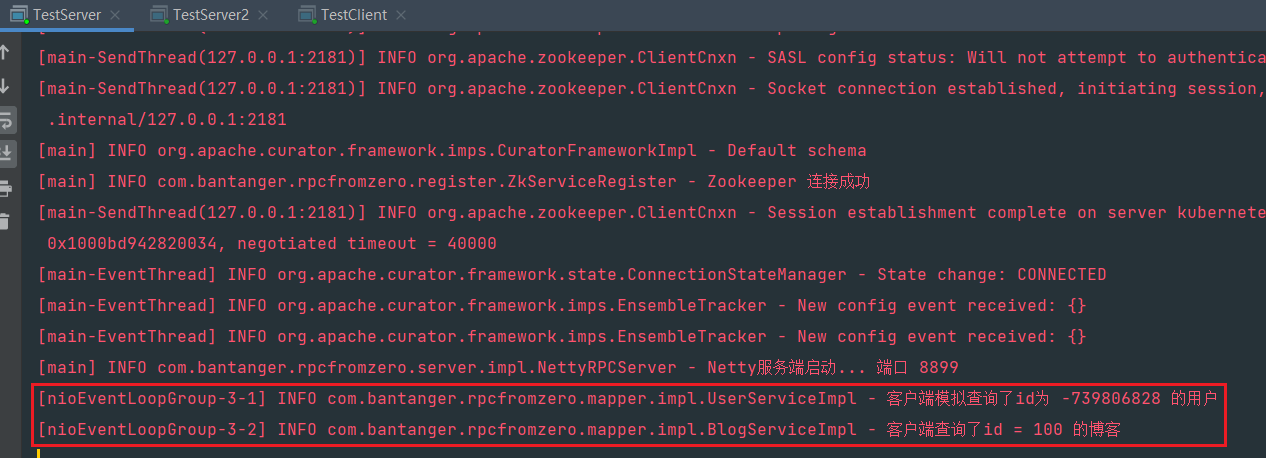 TestServer TestServer2 TestClient
[main-SendThread(127.0.0.1:2181)] INFO org.apache.zookeeper.ClientCnxn - SASL config status: Will not attempt to authentica
[main-SendThread(127.0.0.1:2181)] INFO org.apache.zookeeper.ClientCnxn - Socket connection established, initiating session,
.internal/127.0.0.1:2181
[main] INFO org.apache.curator.framework.imps.CuratorFrameworkImpl - Default schema
[main] INFO com.bantanger.rpcfromzero.register.ZkServiceRegister - Zookeeper 连接成功
[main-SendThread(127.0.0.1:2181)] INFO org.apache.zookeeper.ClientCnxn - Session establishment complete on server kubernete
0x1000bd942820034, negotiated timeout = 40000
[main-EventThread] INFO org.apache.curator.framework.state.ConnectionStateManager - State change: CONNECTED
[main-EventThread] INFO org.apache.curator.framework.imps.EnsembleTracker - New config event received: {}
[main-EventThread] INFO org.apache.curator.framework.imps.EnsembleTracker - New config event received: {}
[main] INFO com.bantanger.rpcfromzero.server.impl.NettyRPCServer - Netty服务端启动... 端口 8899
[nioEventLoopGroup-3-1] INFO com.bantanger.rpcfromzero.mapper.impl.UserServiceImpl - 客户端模拟查询了id为 -739806828 的用户
[nioEventLoopGroup-3-2] INFO com.bantanger.rpcfromzero.mapper.impl.BlogServiceImpl - 客户端查询了id = 100 的博客